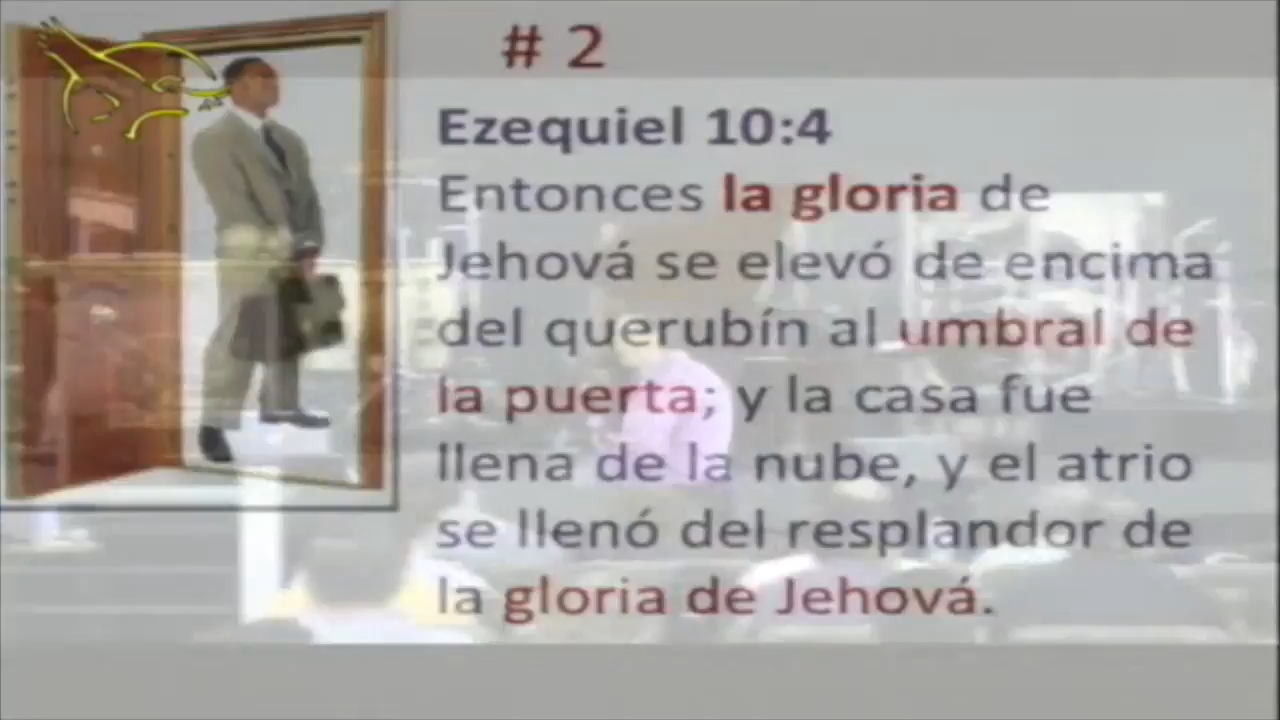 # 2
Ezequiel 10:4
Entonces la gloria de
Jehová se elevó de encima
del querubín al umbral de
la puerta; y la casa fue
llena de la nube, y el atrio
se llenó del resplandor de
la gloria de Jehová.